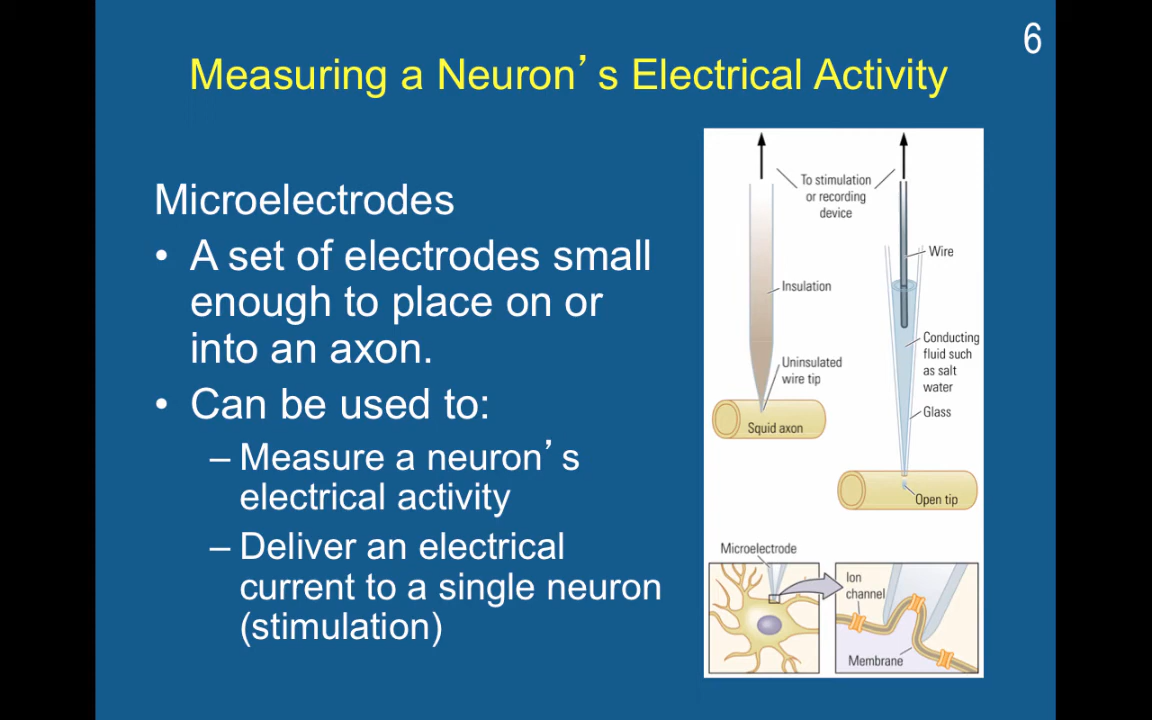 6
Measuring a Neuron’s Electrical Activity
Microelectrodes
• A set of electrodes small
enough to place on or
into an axon.
• Can be used to:
– Measure a neuron’s
electrical activity
– Deliver an electrical
current to a single neuron
(stimulation)
To stimulation
or recording
device
Wire
Insulation
Conducting
fluid such
as salt
water
Uninsulated
wire tip
Glass
Squid axon
Open tip
Microelectrode
Ion
channel
Membrane